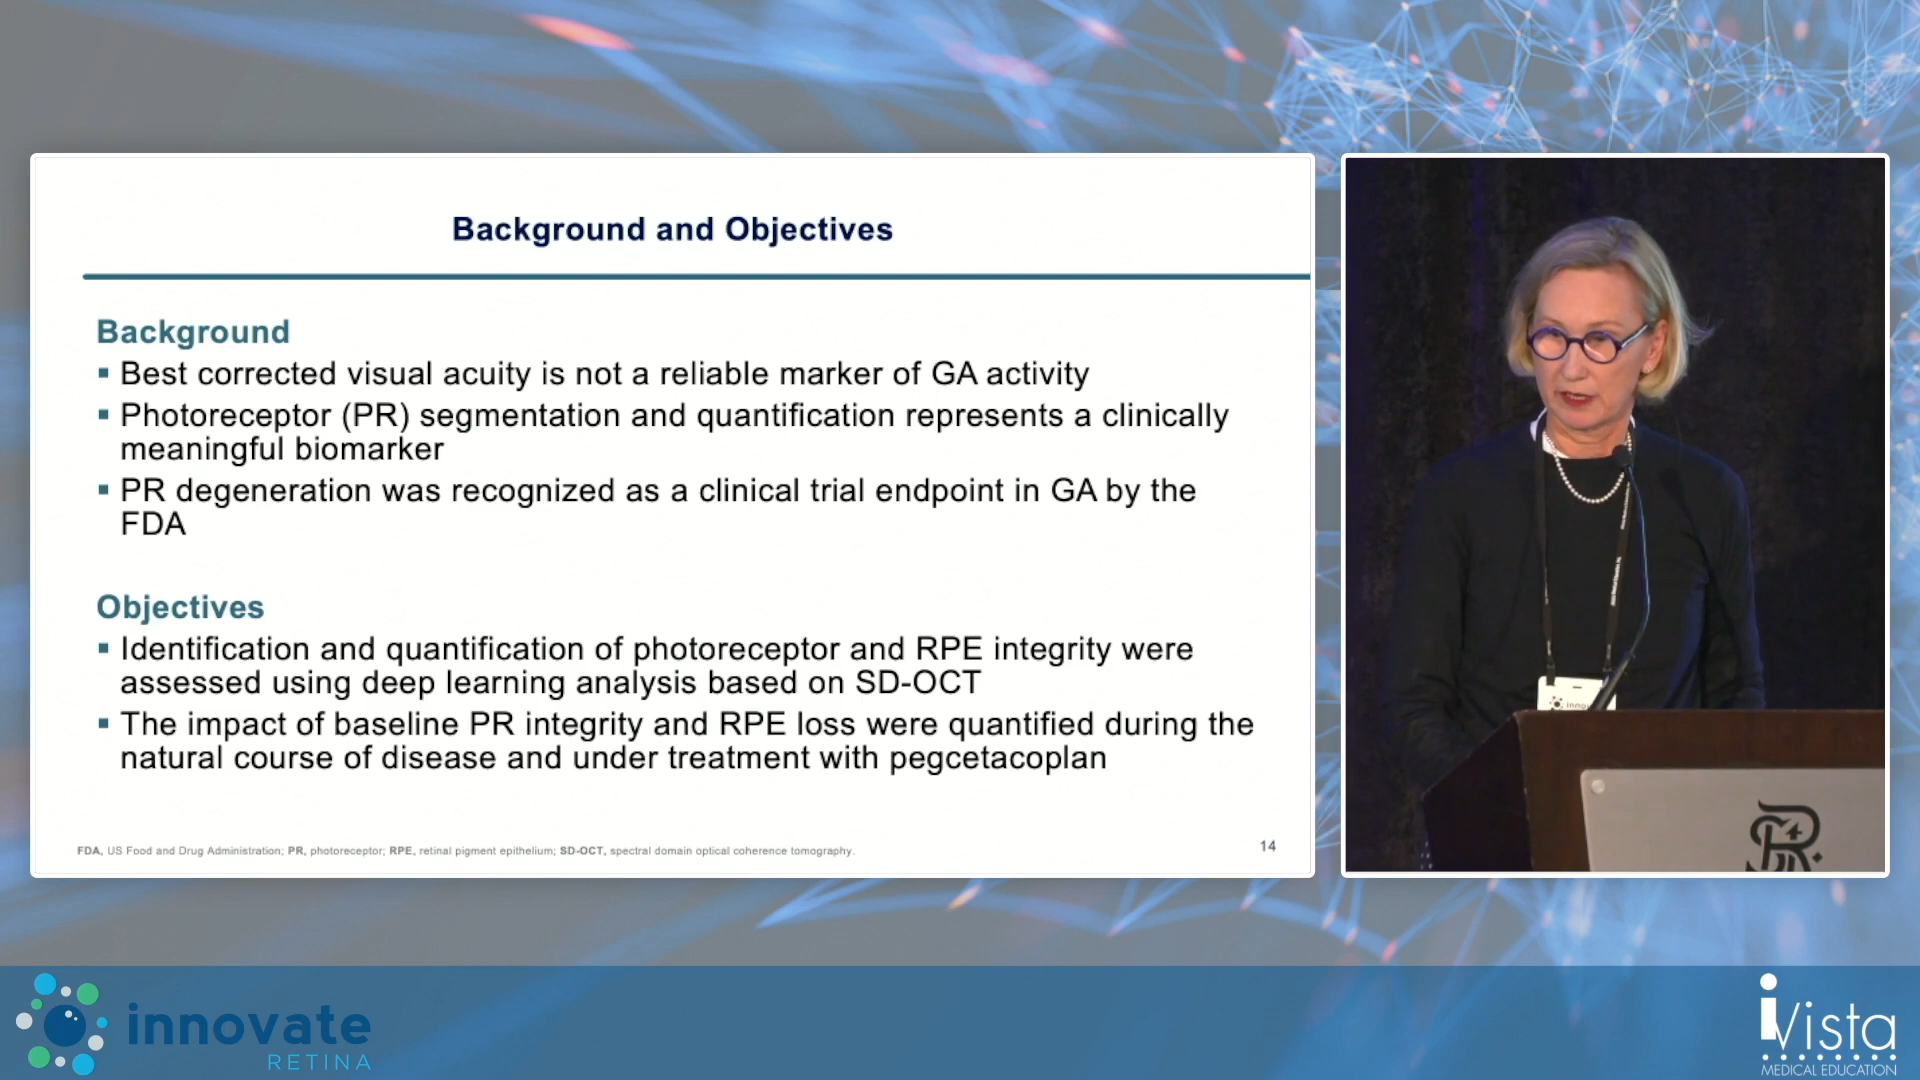 Background and Objectives
Background
▪ Best corrected visual acuity is not a reliable marker of GA activity
▪ Photoreceptor (PR) segmentation and quantification represents a clinically
meaningful biomarker
▪ PR degeneration was recognized as a clinical trial endpoint in GA by the
FDA
Objectives
▪ Identification and quantification of photoreceptor and RPE integrity were
assessed using deep learning analysis based on SD-OCT
▪ The impact of baseline PR integrity and RPE loss were quantified during the
natural course of disease and under treatment with pegcetacoplan
FDA, US Food and Drug Administration; PR, photoreceptor; RPE, retinal pigment epithelium; SD-OCT, spectral domain optical coherence tomography.
14
innovate
RETINA
iVista
MEDICAL EDUCATION